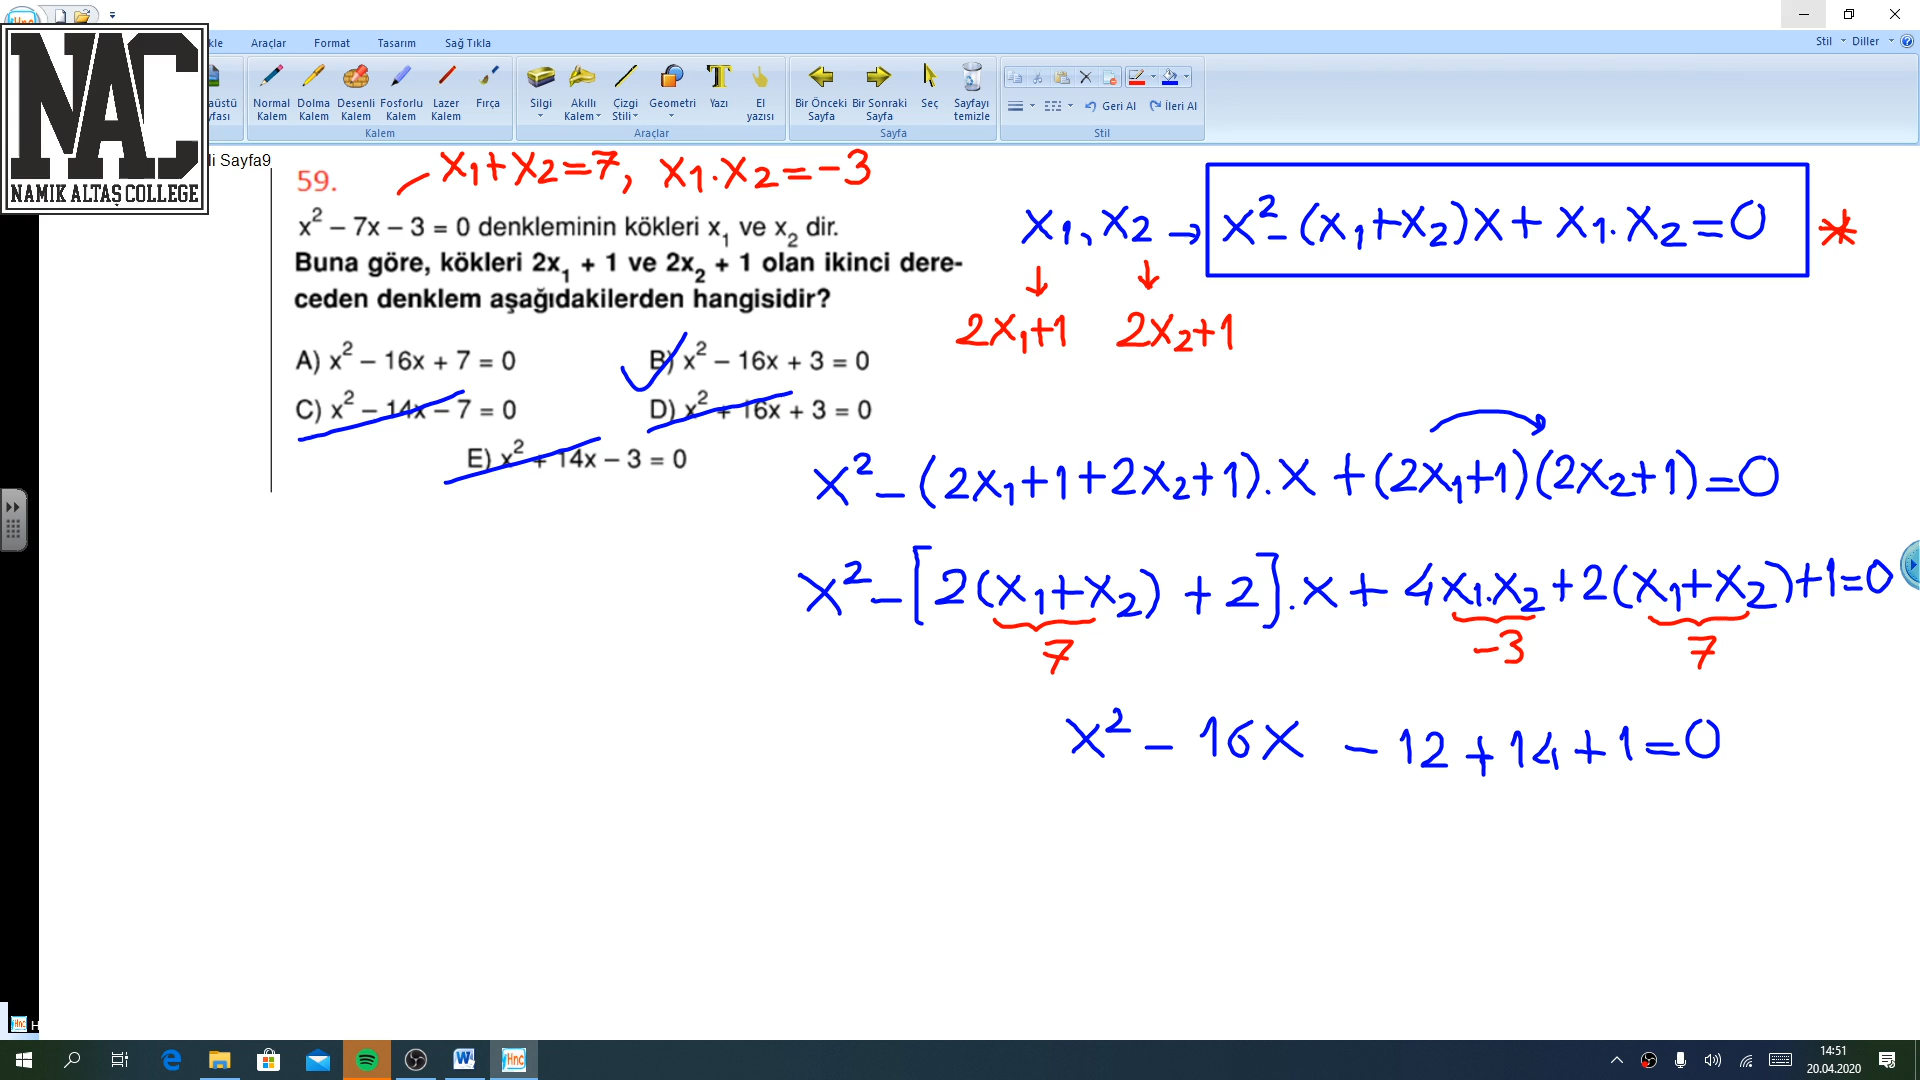 kle Araçlar Format Tasarım Sağ Tıkla
Stil Diller
Normal Kalem
Dolma Kalem
Desenli Kalem
Fosforlu Kalem
Lazer Kalem
Fırça
Kalem
Silgi
Akıllı Kalem
Çizgi Stili
Geometri
Yazı
El yazısı
Araçlar
Bir Önceki Sayfa
Bir Sonraki Sayfa
Seç
Sayfayı temizle
Sayfa
Geri Al
İleri Al
Stil
NAC
NAMIK ALTAŞ COLLEGE
li Sayfa9
59.
x₁+x₂=7, x₁.x₂=-3
x² – 7x – 3 = 0 denkleminin kökleri x₁ ve x₂ dir.
Buna göre, kökleri 2x₁ + 1 ve 2x₂ + 1 olan ikinci dere-
ceden denklem aşağıdakilerden hangisidir?
A) x² – 16x + 7 = 0
B) x² – 16x + 3 = 0
C) x² – 14x – 7 = 0
D) x² + 16x + 3 = 0
E) x² + 14x – 3 = 0
x₁, x₂ → x²-(x₁+x₂)x+x₁.x₂=0 *
↓ ↓
2x₁+1 2x₂+1
x²-(2x₁+1+2x₂+1).x+(2x₁+1)(2x₂+1)=0
x²-[2(x₁+x₂)+2].x+4x₁.x₂+2(x₁+x₂)+1=0
7 -3 7
x²-16x -12+14+1=0
14:51
20.04.2020